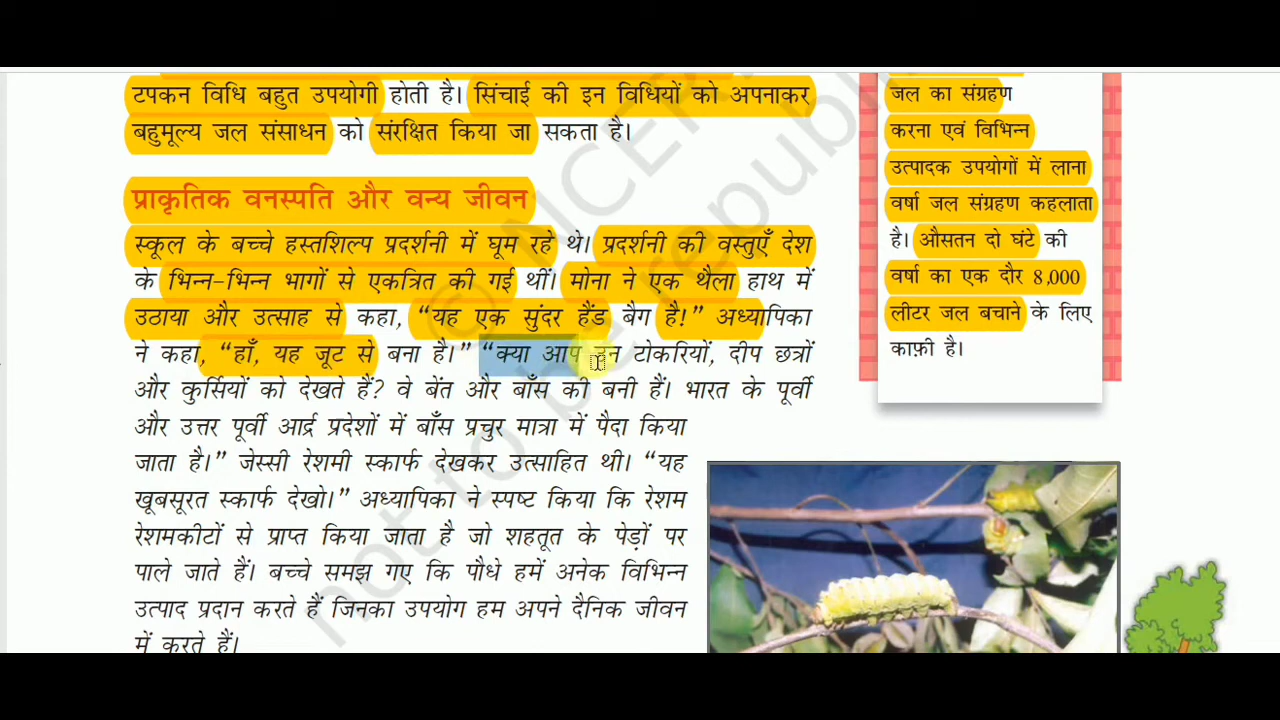 टपकन विधि बहुत उपयोगी होती है। सिंचाई की इन विधियों को अपनाकर
बहुमूल्य जल संसाधन को संरक्षित किया जा सकता है।
प्राकृतिक वनस्पति और वन्य जीवन
स्कूल के बच्चे हस्तशिल्प प्रदर्शनी में घूम रहे थे। प्रदर्शनी की वस्तुएँ देश
के भिन्न-भिन्न भागों से एकत्रित की गई थीं। मोना ने एक थैला हाथ में
उठाया और उत्साह से कहा, “यह एक सुंदर हैंड बैग है!” अध्यापिका
ने कहा, “हाँ, यह जूट से बना है।” “क्या आप इन टोकरियों, दीप छत्रों
और कुर्सियों को देखते हैं? वे बेंत और बाँस की बनी हैं। भारत के पूर्वी
और उत्तर पूर्वी आर्द्र प्रदेशों में बाँस प्रचुर मात्रा में पैदा किया
जाता है।” जेस्सी रेशमी स्कार्फ देखकर उत्साहित थी। “यह
खूबसूरत स्कार्फ देखो।” अध्यापिका ने स्पष्ट किया कि रेशम
रेशमकीटों से प्राप्त किया जाता है जो शहतूत के पेड़ों पर
पाले जाते हैं। बच्चे समझ गए कि पौधे हमें अनेक विभिन्न
उत्पाद प्रदान करते हैं जिनका उपयोग हम अपने दैनिक जीवन
में करते हैं।
जल का संग्रहण
करना एवं विभिन्न
उत्पादक उपयोगों में लाना
वर्षा जल संग्रहण कहलाता
है। औसतन दो घंटे की
वर्षा का एक दौर 8,000
लीटर जल बचाने के लिए
काफ़ी है।
© NCER
not to be republi